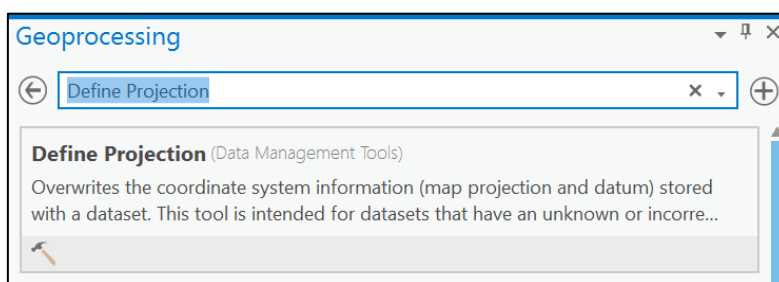 Geoprocessing
Define Projection
Define Projection (Data Management Tools)
Overwrites the coordinate system information (map projection and datum) stored
with a dataset. This tool is intended for datasets that have an unknown or incorre...